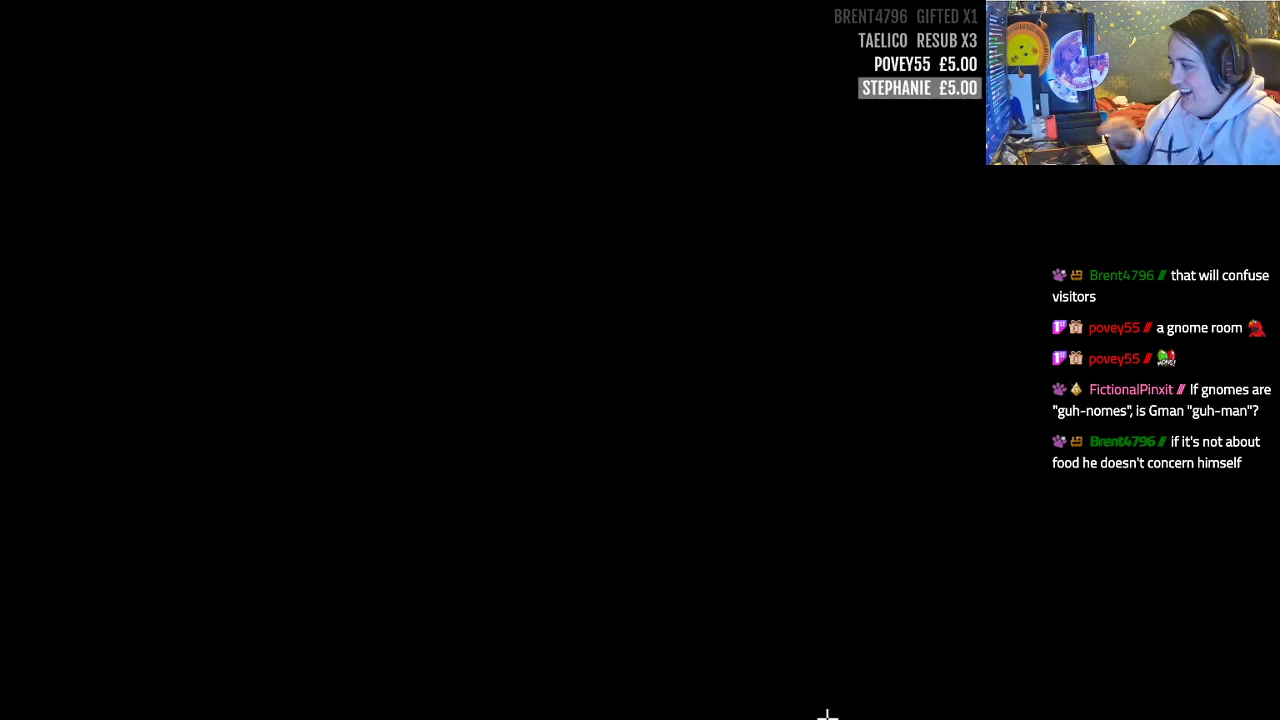 BRENT4796 GIFTED X1
TAELICO RESUB X3
POVEY55 £5.00
STEPHANIE £5.00
Brent4796 // that will confuse
visitors
povey55 // a gnome room
povey55 //
FictionalPinxit // If gnomes are
"guh-nomes", is Gman "guh-man"?
Brent4796 // if it's not about
food he doesn't concern himself